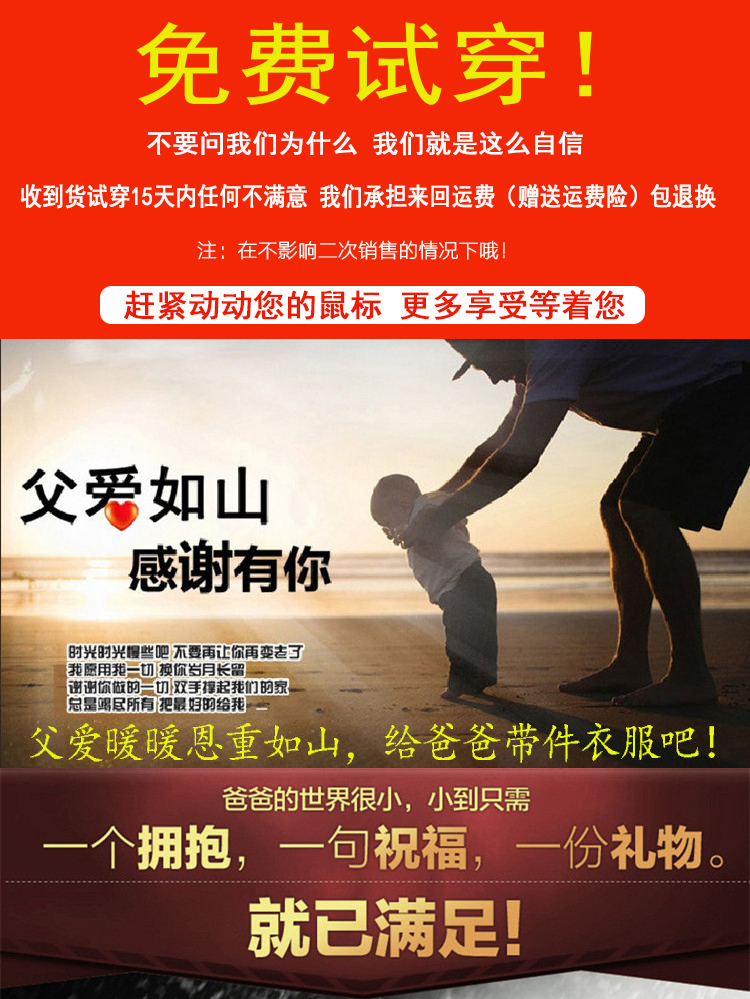 免费试穿！
不要问我们为什么 我们就是这么自信
收到货试穿15天内任何不满意 我们承担来回运费（赠送运费险）包退换
注：在不影响二次销售的情况下哦！
赶紧动动您的鼠标 更多享受等着您
父爱如山
感谢有你
时光时光慢些吧 不要再让你再变老了
我愿用我一切 换你岁月长留
谢谢你做的一切 双手撑起我们的家
总是竭尽所有 把最好的给我
父爱暖暖恩重如山，给爸爸带件衣服吧！
爸爸的世界很小，小到只需
一个拥抱，一句祝福，一份礼物。
就已满足！